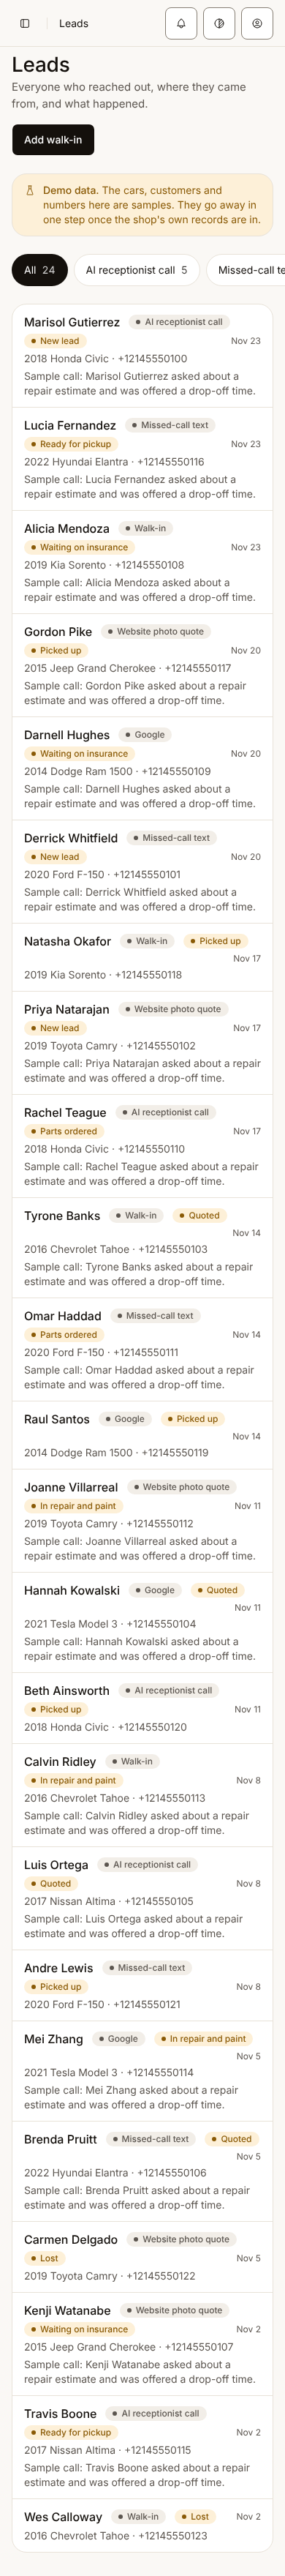 Leads
Leads
Everyone who reached out, where they came
from, and what happened.
Add walk-in
Demo data. The cars, customers and
numbers here are samples. They go away in
one step once the shop's own records are in.
All 24 AI receptionist call 5 Missed-call te
Marisol Gutierrez AI receptionist call
New lead Nov 23
2018 Honda Civic · +12145550100
Sample call: Marisol Gutierrez asked about a
repair estimate and was offered a drop-off time.
Lucia Fernandez Missed-call text
Ready for pickup Nov 23
2022 Hyundai Elantra · +12145550116
Sample call: Lucia Fernandez asked about a
repair estimate and was offered a drop-off time.
Alicia Mendoza Walk-in
Waiting on insurance Nov 23
2019 Kia Sorento · +12145550108
Sample call: Alicia Mendoza asked about a
repair estimate and was offered a drop-off time.
Gordon Pike Website photo quote
Picked up Nov 20
2015 Jeep Grand Cherokee · +12145550117
Sample call: Gordon Pike asked about a repair
estimate and was offered a drop-off time.
Darnell Hughes Google
Waiting on insurance Nov 20
2014 Dodge Ram 1500 · +12145550109
Sample call: Darnell Hughes asked about a
repair estimate and was offered a drop-off time.
Derrick Whitfield Missed-call text
New lead Nov 20
2020 Ford F-150 · +12145550101
Sample call: Derrick Whitfield asked about a
repair estimate and was offered a drop-off time.
Natasha Okafor Walk-in Picked up
Nov 17
2019 Kia Sorento · +12145550118
Priya Natarajan Website photo quote
New lead Nov 17
2019 Toyota Camry · +12145550102
Sample call: Priya Natarajan asked about a repair
estimate and was offered a drop-off time.
Rachel Teague AI receptionist call
Parts ordered Nov 17
2018 Honda Civic · +12145550110
Sample call: Rachel Teague asked about a repair
estimate and was offered a drop-off time.
Tyrone Banks Walk-in Quoted
Nov 14
2016 Chevrolet Tahoe · +12145550103
Sample call: Tyrone Banks asked about a repair
estimate and was offered a drop-off time.
Omar Haddad Missed-call text
Parts ordered Nov 14
2020 Ford F-150 · +12145550111
Sample call: Omar Haddad asked about a repair
estimate and was offered a drop-off time.
Raul Santos Google Picked up
Nov 14
2014 Dodge Ram 1500 · +12145550119
Joanne Villarreal Website photo quote
In repair and paint Nov 11
2019 Toyota Camry · +12145550112
Sample call: Joanne Villarreal asked about a
repair estimate and was offered a drop-off time.
Hannah Kowalski Google Quoted
Nov 11
2021 Tesla Model 3 · +12145550104
Sample call: Hannah Kowalski asked about a
repair estimate and was offered a drop-off time.
Beth Ainsworth AI receptionist call
Picked up Nov 11
2018 Honda Civic · +12145550120
Calvin Ridley Walk-in
In repair and paint Nov 8
2016 Chevrolet Tahoe · +12145550113
Sample call: Calvin Ridley asked about a repair
estimate and was offered a drop-off time.
Luis Ortega AI receptionist call
Quoted Nov 8
2017 Nissan Altima · +12145550105
Sample call: Luis Ortega asked about a repair
estimate and was offered a drop-off time.
Andre Lewis Missed-call text
Picked up Nov 8
2020 Ford F-150 · +12145550121
Mei Zhang Google In repair and paint
Nov 5
2021 Tesla Model 3 · +12145550114
Sample call: Mei Zhang asked about a repair
estimate and was offered a drop-off time.
Brenda Pruitt Missed-call text Quoted
Nov 5
2022 Hyundai Elantra · +12145550106
Sample call: Brenda Pruitt asked about a repair
estimate and was offered a drop-off time.
Carmen Delgado Website photo quote
Lost Nov 5
2019 Toyota Camry · +12145550122
Kenji Watanabe Website photo quote
Waiting on insurance Nov 2
2015 Jeep Grand Cherokee · +12145550107
Sample call: Kenji Watanabe asked about a
repair estimate and was offered a drop-off time.
Travis Boone AI receptionist call
Ready for pickup Nov 2
2017 Nissan Altima · +12145550115
Sample call: Travis Boone asked about a repair
estimate and was offered a drop-off time.
Wes Calloway Walk-in Lost Nov 2
2016 Chevrolet Tahoe · +12145550123